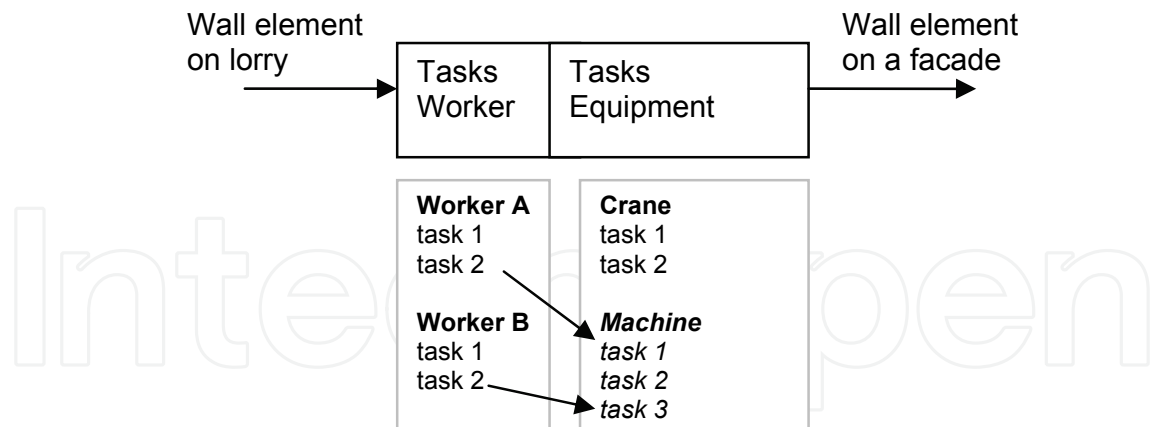 Wall element
on lorry
Tasks
Worker
Tasks
Equipment
Wall element
on a facade
Worker A
task 1
task 2
Worker B
task 1
task 2
Crane
task 1
task 2
Machine
task 1
task 2
task 3
IntechOpen